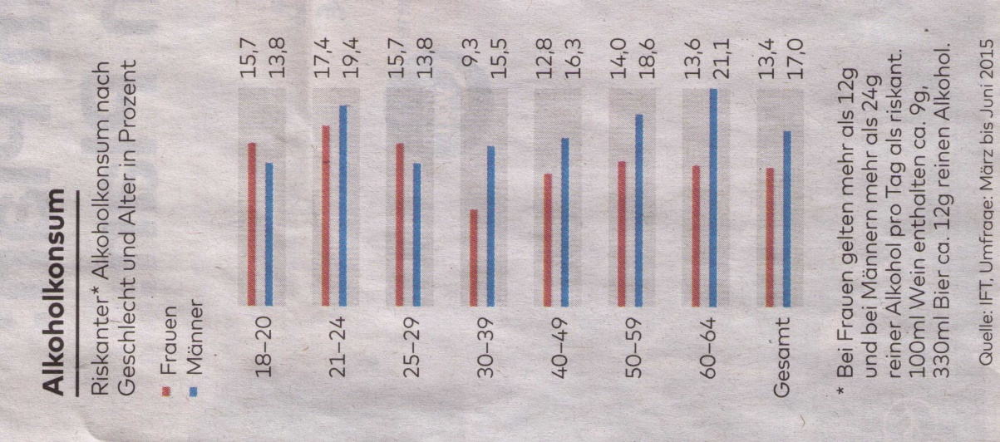 Alkoholkonsum
Riskanter* Alkoholkonsum nach
Geschlecht und Alter in Prozent
Frauen
Männer
18–20 15,7
13,8
21–24 17,4
19,4
25–29 15,7
13,8
30–39 9,3
15,5
40–49 12,8
16,3
50–59 14,0
18,6
60–64 13,6
21,1
Gesamt 13,4
17,0
* Bei Frauen gelten mehr als 12g
und bei Männern mehr als 24g
reiner Alkohol pro Tag als riskant.
100ml Wein enthalten ca. 9g,
330ml Bier ca. 12g reinen Alkohol.
Quelle: IFT, Umfrage: März bis Juni 2015